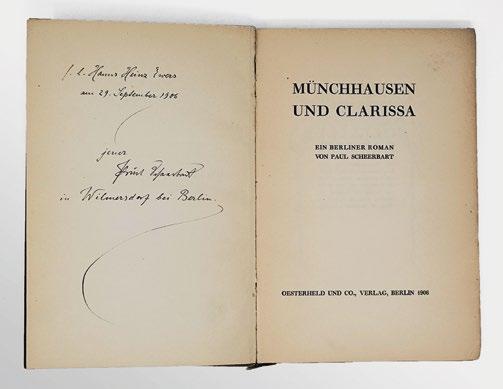 s. l. Hanns Heinz Ewers
am 29. September 1906
jener
Scheerbart
in Wilmersdorf bei Berlin.
MÜNCHHAUSEN
UND CLARISSA
EIN BERLINER ROMAN
VON PAUL SCHEERBART
OESTERHELD UND CO., VERLAG, BERLIN 1906